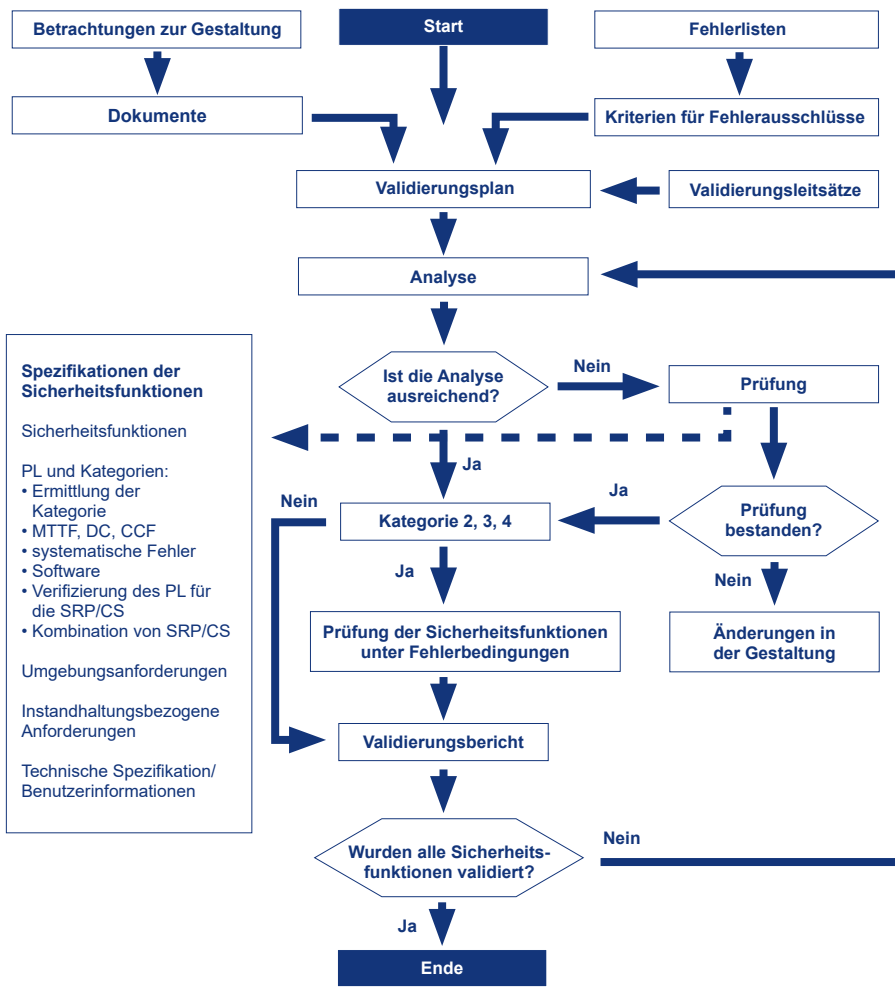 Betrachtungen zur Gestaltung
Start
Fehlerlisten
Dokumente
Kriterien für Fehlerausschlüsse
Validierungsplan
Validierungsleitsätze
Analyse
Spezifikationen der
Sicherheitsfunktionen
Sicherheitsfunktionen
PL und Kategorien:
• Ermittlung der
Kategorie
• MTTF, DC, CCF
• systematische Fehler
• Software
• Verifizierung des PL für
die SRP/CS
• Kombination von SRP/CS
Umgebungsanforderungen
Instandhaltungsbezogene
Anforderungen
Technische Spezifikation/
Benutzerinformationen
Ist die Analyse
ausreichend?
Nein
Prüfung
Ja
Nein
Kategorie 2, 3, 4
Ja
Prüfung
bestanden?
Ja
Nein
Prüfung der Sicherheitsfunktionen
unter Fehlerbedingungen
Änderungen in
der Gestaltung
Validierungsbericht
Wurden alle Sicherheits-
funktionen validiert?
Nein
Ja
Ende